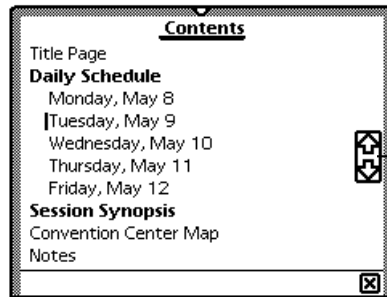 Contents
Title Page
Daily Schedule
Monday, May 8
Tuesday, May 9
Wednesday, May 10
Thursday, May 11
Friday, May 12
Session Synopsis
Convention Center Map
Notes